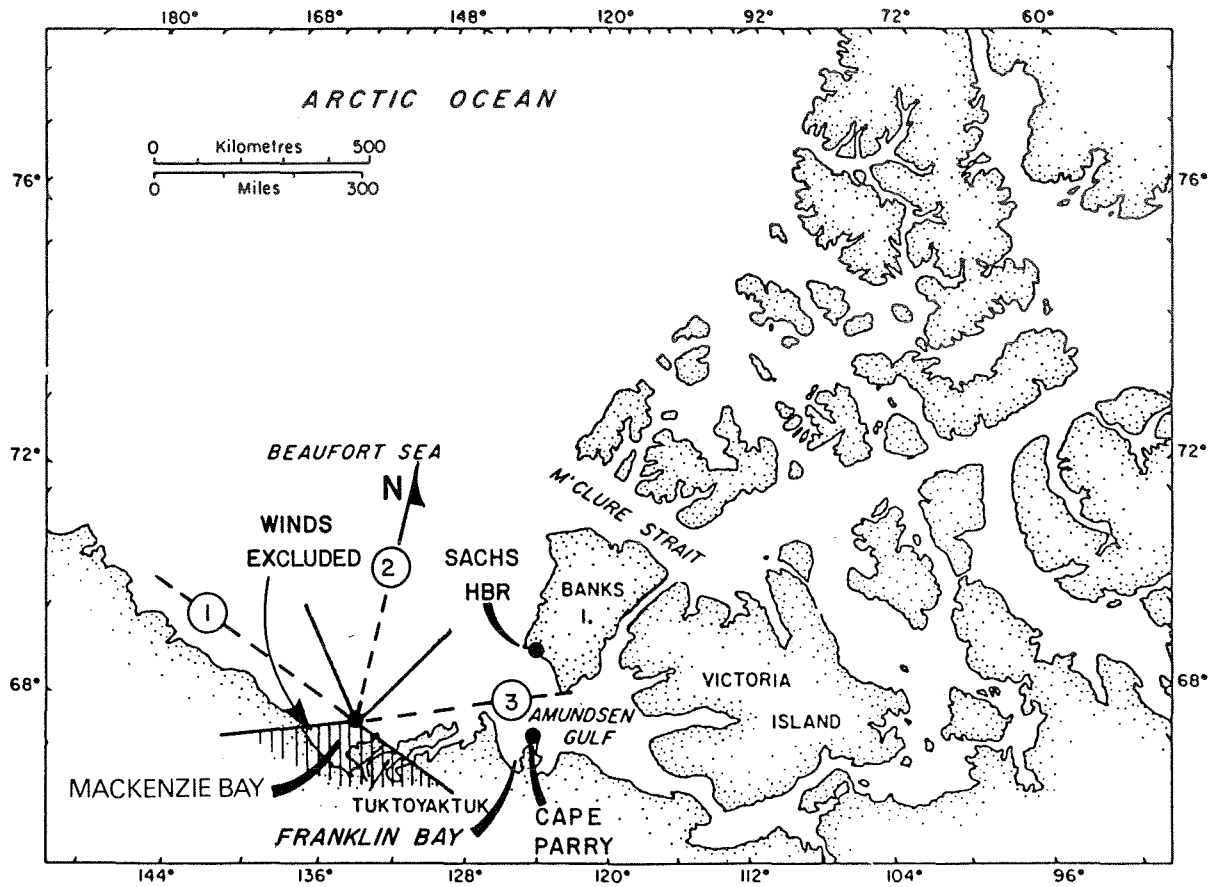 180° 168° 148° 120° 92° 72° 60°
ARCTIC OCEAN
0 Kilometres 500
0 Miles 300
76° 76°
72° 72°
BEAUFORT SEA
N
M'CLURE STRAIT
WINDS
EXCLUDED
2
SACHS
HBR
BANKS
I.
1
68° 68°
3
VICTORIA
ISLAND
AMUNDSEN
GULF
MACKENZIE BAY
TUKTOYAKTUK
FRANKLIN BAY
CAPE
PARRY
144° 136° 128° 120° 112° 104° 96°